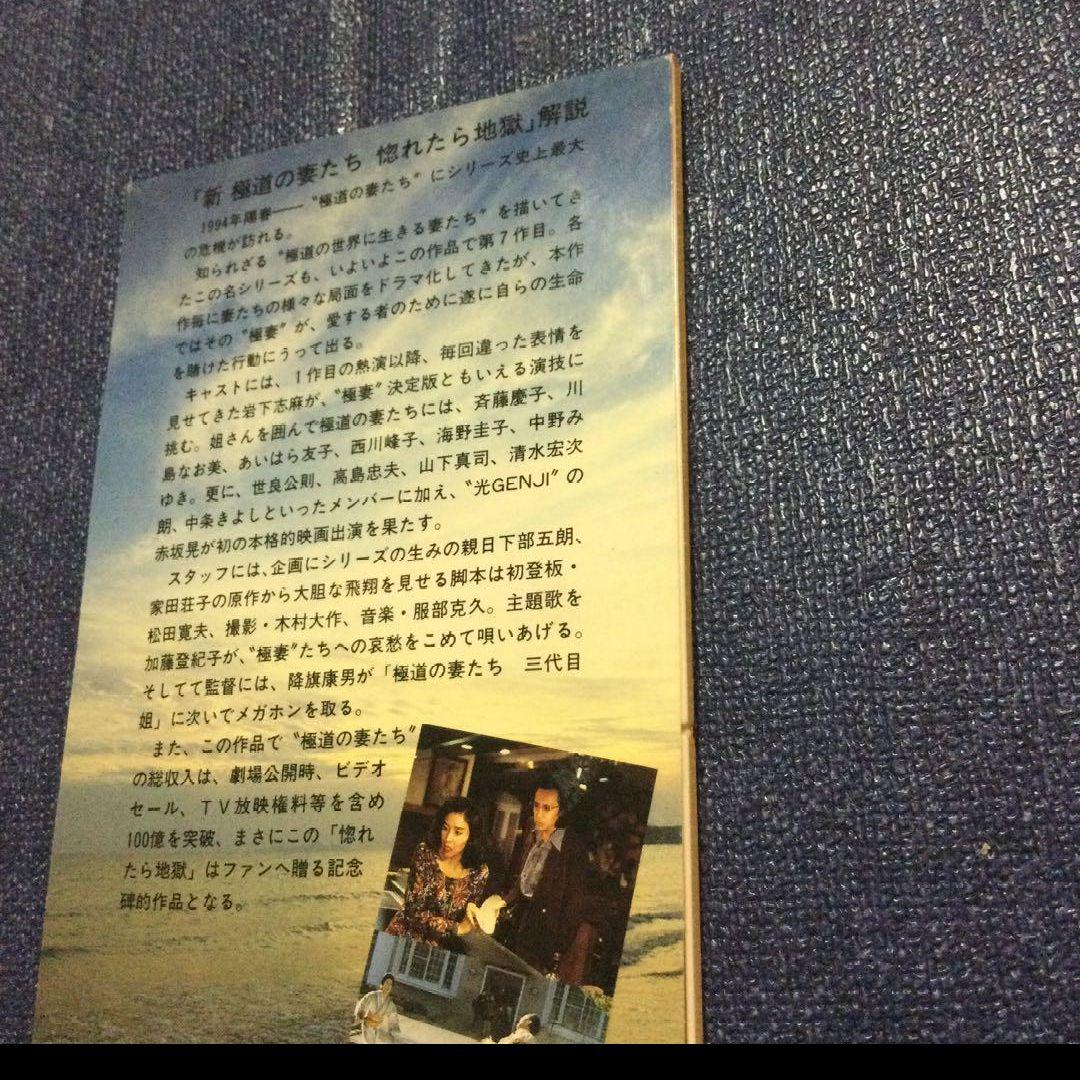 「新 極道の妻たち 惚れたら地獄」解説
1994年陽春――〝極道の妻たち〟にシリーズ史上最大
の危機が訪れる。
知られざる〝極道の世界に生きる妻たち〟を描いてき
たこの名シリーズも、いよいよこの作品で第7作目。各
作毎に妻たちの様々な局面をドラマ化してきたが、本作
ではその〝極妻〟が、愛する者のために遂に自らの生命
を賭けた行動にうって出る。
キャストには、1作目の熱演以降、毎回違った表情を
見せてきた岩下志麻が、〝極妻〟決定版ともいえる演技に
挑む。姐さんを囲んで極道の妻たちには、斉藤慶子、川
島なお美、あいはら友子、西川峰子、海野圭子、中野み
ゆき。更に、世良公則、高島忠夫、山下真司、清水宏次
朗、中条きよしといったメンバーに加え、〝光GENJI〟の
赤坂晃が初の本格的映画出演を果たす。
スタッフには、企画にシリーズの生みの親日下部五朗、
家田荘子の原作から大胆な飛翔を見せる脚本は初登板・
松田寛夫、撮影・木村大作、音楽・服部克久。主題歌を
加藤登紀子が、〝極妻〟たちへの哀愁をこめて唄いあげる。
そしてて監督には、降旗康男が「極道の妻たち 三代目
姐」に次いでメガホンを取る。
また、この作品で〝極道の妻たち〟
の総収入は、劇場公開時、ビデオ
セール、TV放映権料等を含め
100億を突破、まさにこの「惚れ
たら地獄」はファンへ贈る記念
碑的作品となる。